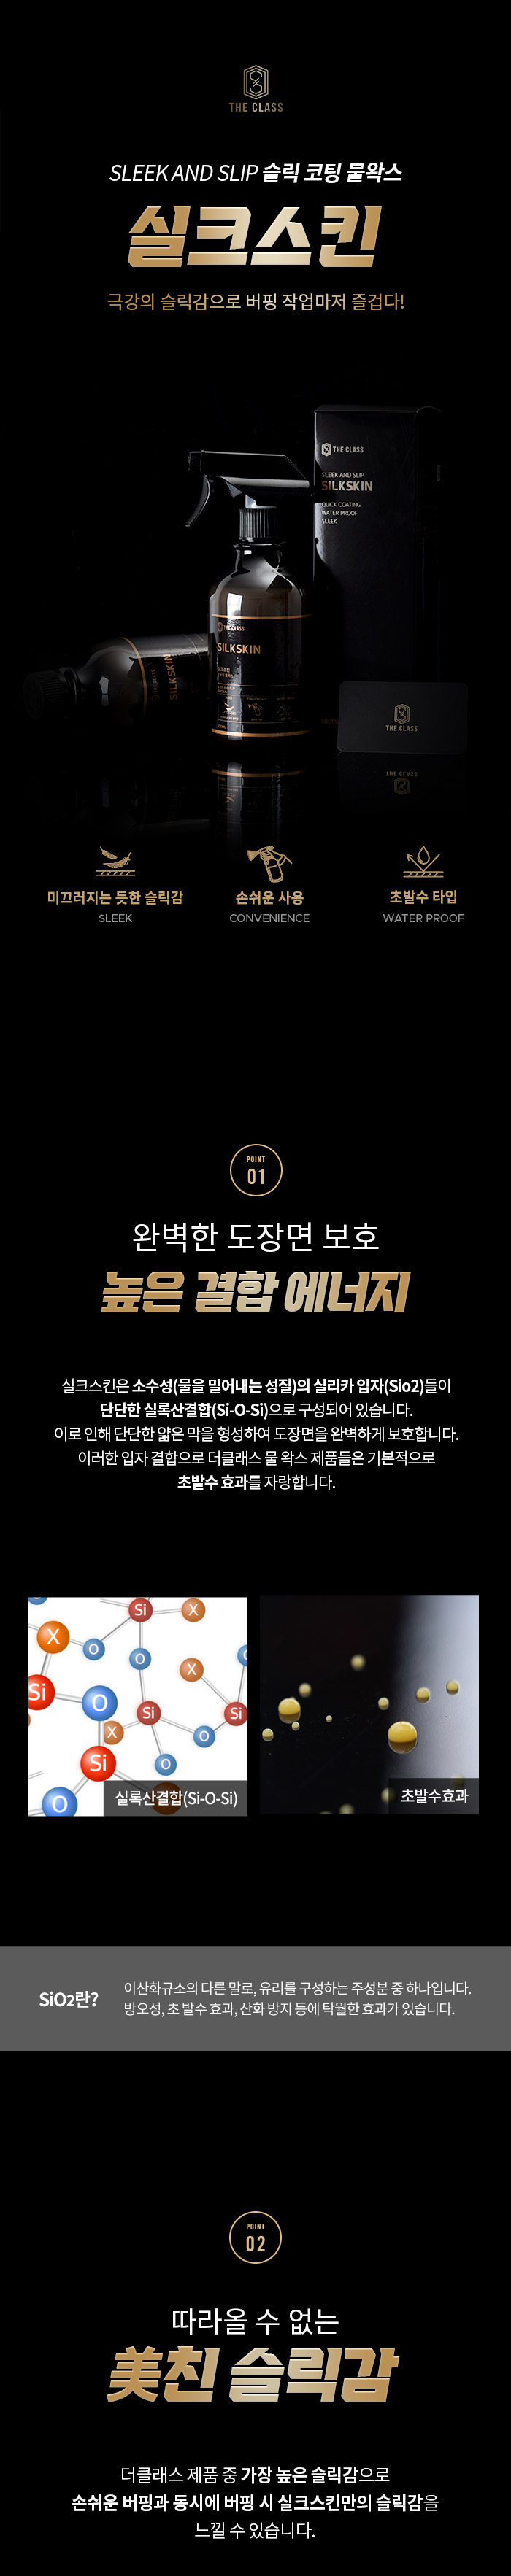 THE CLASS
SLEEK AND SLIP 슬릭 코팅 물왁스
실크스킨
극강의 슬릭감으로 버핑 작업마저 즐겁다!
THE CLASS
SLEEK AND SLIP
SILKSKIN
QUICK COATING
WATER PROOF
SLEEK
THE CLASS
SILKSKIN
SILKSKIN
THE CLASS
미끄러지는 듯한 슬릭감
SLEEK
손쉬운 사용
CONVENIENCE
초발수 타입
WATER PROOF
POINT
01
완벽한 도장면 보호
높은 결합 에너지
실크스킨은 소수성(물을 밀어내는 성질)의 실리카 입자(Sio2)들이
단단한 실록산결합(Si-O-Si)으로 구성되어 있습니다.
이로 인해 단단한 얇은 막을 형성하여 도장면을 완벽하게 보호합니다.
이러한 입자 결합으로 더클래스 물 왁스 제품들은 기본적으로
초발수 효과를 자랑합니다.
Si X
X O O
X
Si O Si Si
X O
Si O
O
실록산결합(Si-O-Si)
초발수효과
SiO2란?
이산화규소의 다른 말로, 유리를 구성하는 주성분 중 하나입니다.
방오성, 초 발수 효과, 산화 방지 등에 탁월한 효과가 있습니다.
POINT
02
따라올 수 없는
美친 슬릭감
더클래스 제품 중 가장 높은 슬릭감으로
손쉬운 버핑과 동시에 버핑 시 실크스킨만의 슬릭감을
느낄 수 있습니다.